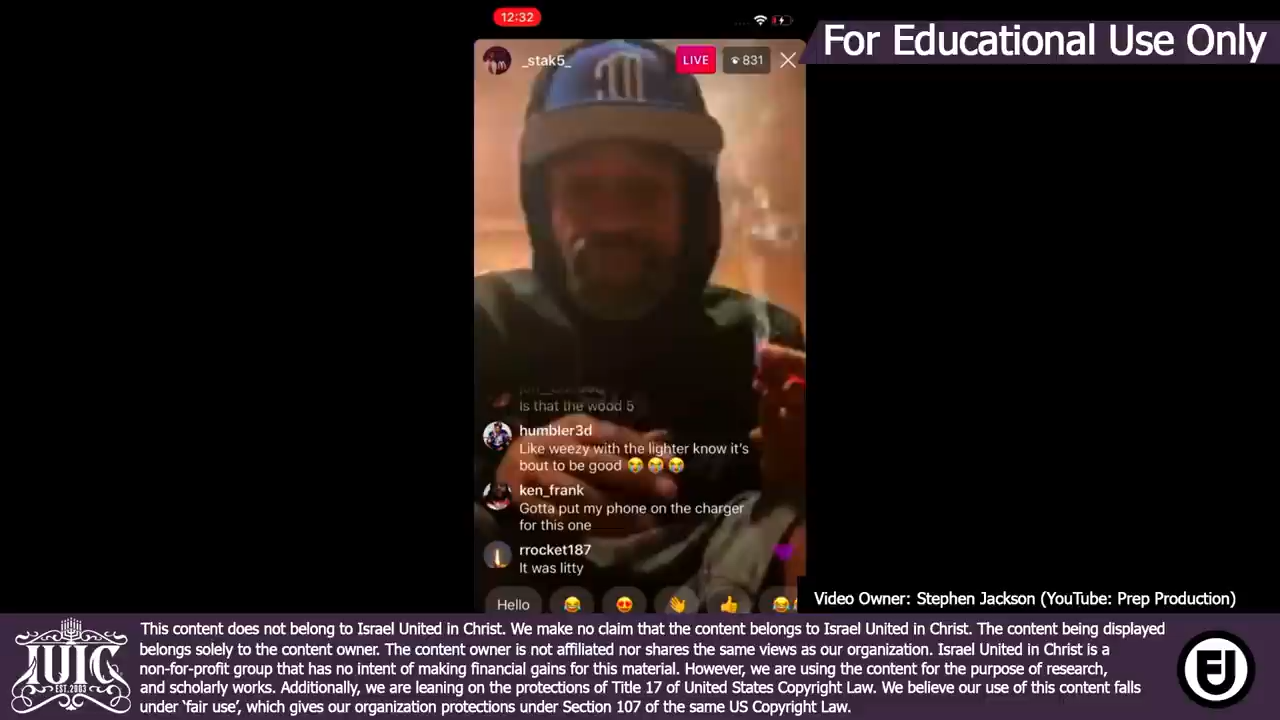 12:32
For Educational Use Only
_stak5_
LIVE
831
Is that the wood 5
humbler3d
Like weezy with the lighter know it's
bout to be good 😭😭😭
ken_frank
Gotta put my phone on the charger
for this one
rrocket187
It was litty
Hello
Video Owner: Stephen Jackson (YouTube: Prep Production)
This content does not belong to Israel United in Christ. We make no claim that the content belongs to Israel United in Christ. The content being displayed
belongs solely to the content owner. The content owner is not affiliated nor shares the same views as our organization. Israel United in Christ is a
non-for-profit group that has no intent of making financial gains for this material. However, we are using the content for the purpose of research,
and scholarly works. Additionally, we are leaning on the protections of Title 17 of United States Copyright Law. We believe our use of this content falls
under 'fair use', which gives our organization protections under Section 107 of the same US Copyright Law.
IUIC
EST. 2003